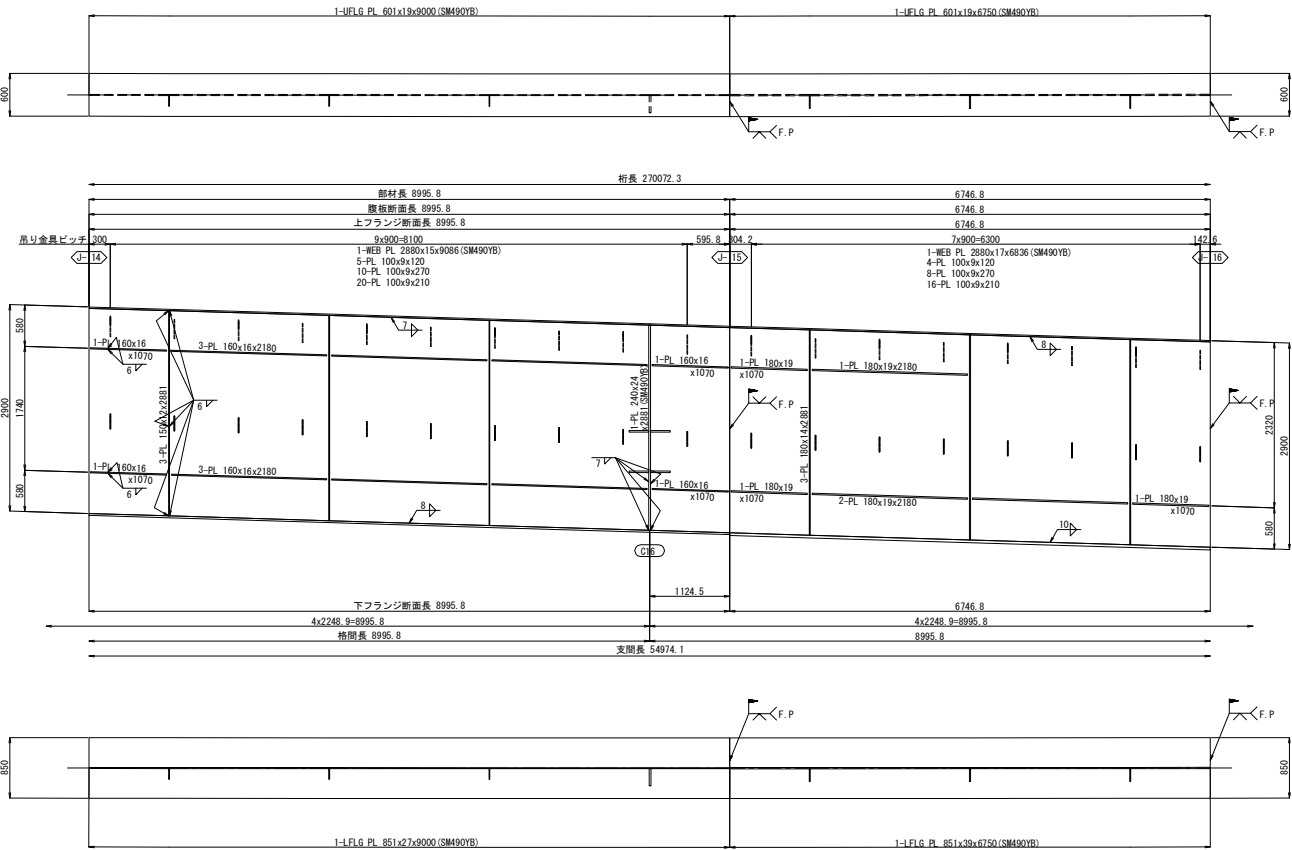 1-UFLG PL 601x19x9000(SM490YB)
1-UFLG PL 601x19x6750(SM490YB)
600
600
F.P
F.P
桁長 270072.3
部材長 8995.8
6746.8
腹板断面長 8995.8
6746.8
上フランジ断面長 8995.8
6746.8
吊り金具ピッチ 300
9x900=8100
595.8
304.2
7x900=6300
142.6
J- 14
J- 15
J- 16
1-WEB PL 2880x15x9086(SM490YB)
5-PL 100x9x120
10-PL 100x9x270
20-PL 100x9x210
1-WEB PL 2880x17x6836(SM490YB)
4-PL 100x9x120
8-PL 100x9x270
16-PL 100x9x210
580
1740
580
2900
7
8
1-PL 160x16
x1070
3-PL 160x16x2180
6
6
3-PL 150x12x2881
1-PL 160x16
x1070
1-PL 180x19
x1070
1-PL 180x19x2180
1-PL 240x24
x2881(SM490YB)
F.P
F.P
3-PL 180x14x2881
2320
2900
580
1-PL 160x16
x1070
3-PL 160x16x2180
6
7
1-PL 160x16
x1070
1-PL 180x19
x1070
2-PL 180x19x2180
1-PL 180x19
x1070
8
10
C16
1124.5
下フランジ断面長 8995.8
6746.8
4x2248.9=8995.8
4x2248.9=8995.8
格間長 8995.8
8995.8
支間長 54974.1
F.P
F.P
850
850
1-LFLG PL 851x27x9000(SM490YB)
1-LFLG PL 851x39x6750(SM490YB)